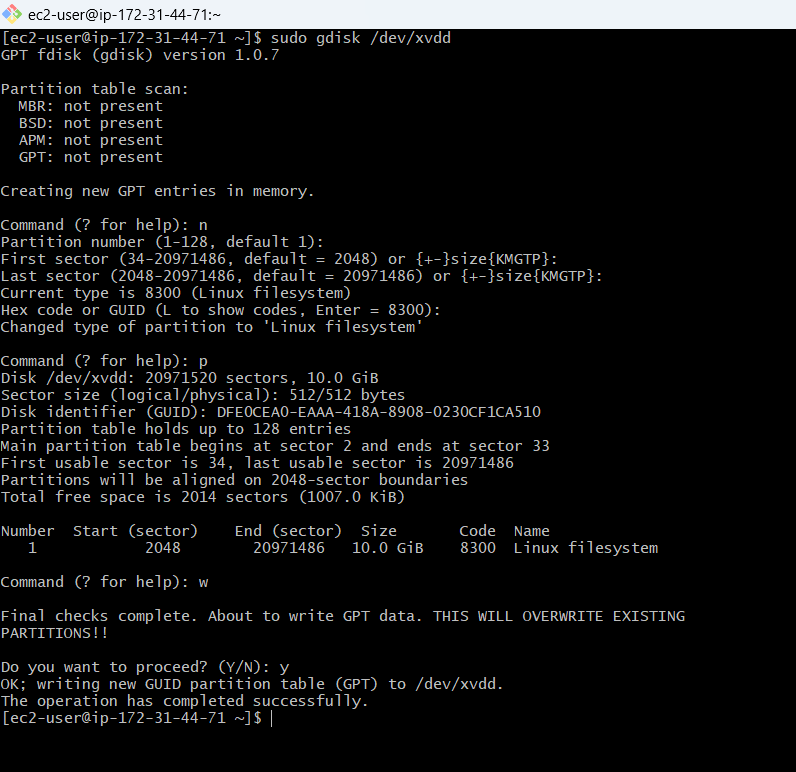 ec2-user@ip-172-31-44-71:~
[ec2-user@ip-172-31-44-71 ~]$ sudo gdisk /dev/xvdd
GPT fdisk (gdisk) version 1.0.7
Partition table scan:
  MBR: not present
  BSD: not present
  APM: not present
  GPT: not present
Creating new GPT entries in memory.
Command (? for help): n
Partition number (1-128, default 1):
First sector (34-20971486, default = 2048) or {+-}size{KMGTP}:
Last sector (2048-20971486, default = 20971486) or {+-}size{KMGTP}:
Current type is 8300 (Linux filesystem)
Hex code or GUID (L to show codes, Enter = 8300):
Changed type of partition to 'Linux filesystem'
Command (? for help): p
Disk /dev/xvdd: 20971520 sectors, 10.0 GiB
Sector size (logical/physical): 512/512 bytes
Disk identifier (GUID): DFE0CEA0-EAAA-418A-8908-0230CF1CA510
Partition table holds up to 128 entries
Main partition table begins at sector 2 and ends at sector 33
First usable sector is 34, last usable sector is 20971486
Partitions will be aligned on 2048-sector boundaries
Total free space is 2014 sectors (1007.0 KiB)
Number  Start (sector)    End (sector)  Size       Code  Name
   1            2048        20971486   10.0 GiB    8300  Linux filesystem
Command (? for help): w
Final checks complete. About to write GPT data. THIS WILL OVERWRITE EXISTING
PARTITIONS!!
Do you want to proceed? (Y/N): y
OK; writing new GUID partition table (GPT) to /dev/xvdd.
The operation has completed successfully.
[ec2-user@ip-172-31-44-71 ~]$